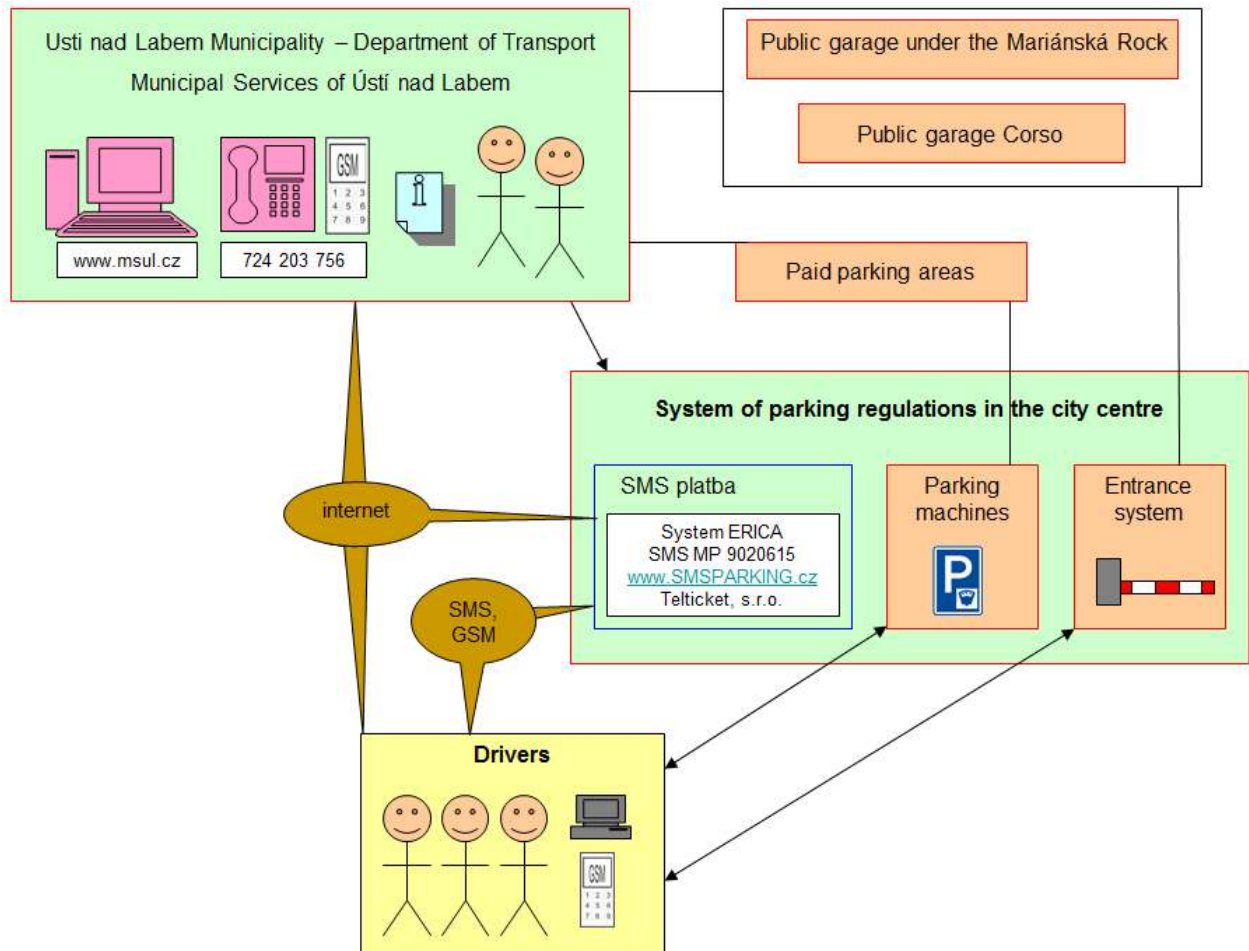 Usti nad Labem Municipality – Department of Transport
Municipal Services of Ústí nad Labem
GSM
1 2 3
4 5 6
7 8 9
i
www.msul.cz
724 203 756
Public garage under the Mariánská Rock
Public garage Corso
Paid parking areas
System of parking regulations in the city centre
SMS platba
System ERICA
SMS MP 9020615
www.SMSPARKING.cz
Telticket, s.r.o.
Parking
machines
P
Entrance
system
internet
SMS,
GSM
Drivers
GSM
1 2 3
4 5 6
7 8 9